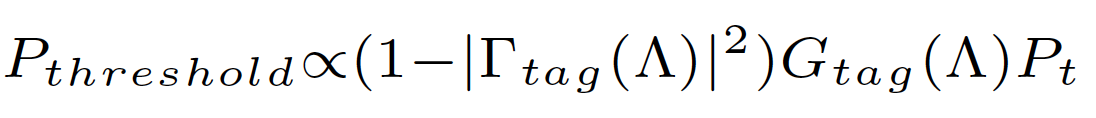 P_{threshold}∝(1−|Γ_{tag}(Λ)|^2)G_{tag}(Λ)P_t